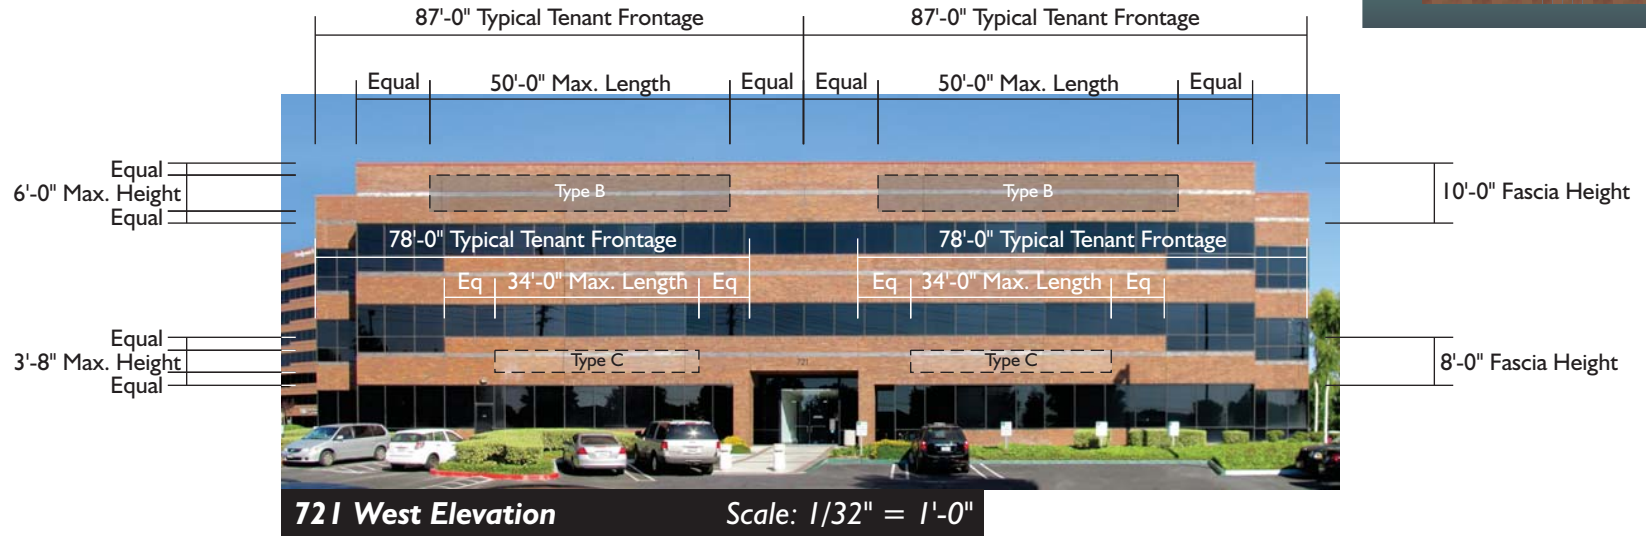 87'-0" Typical Tenant Frontage 87'-0" Typical Tenant Frontage
Equal 50'-0" Max. Length Equal Equal 50'-0" Max. Length Equal
Equal
6'-0" Max. Height Type B Type B 10'-0" Fascia Height
Equal
78'-0" Typical Tenant Frontage 78'-0" Typical Tenant Frontage
Eq 34'-0" Max. Length Eq Eq 34'-0" Max. Length Eq
Equal
3'-8" Max. Height Type C 721 Type C 8'-0" Fascia Height
Equal
721 West Elevation Scale: 1/32" = 1'-0"